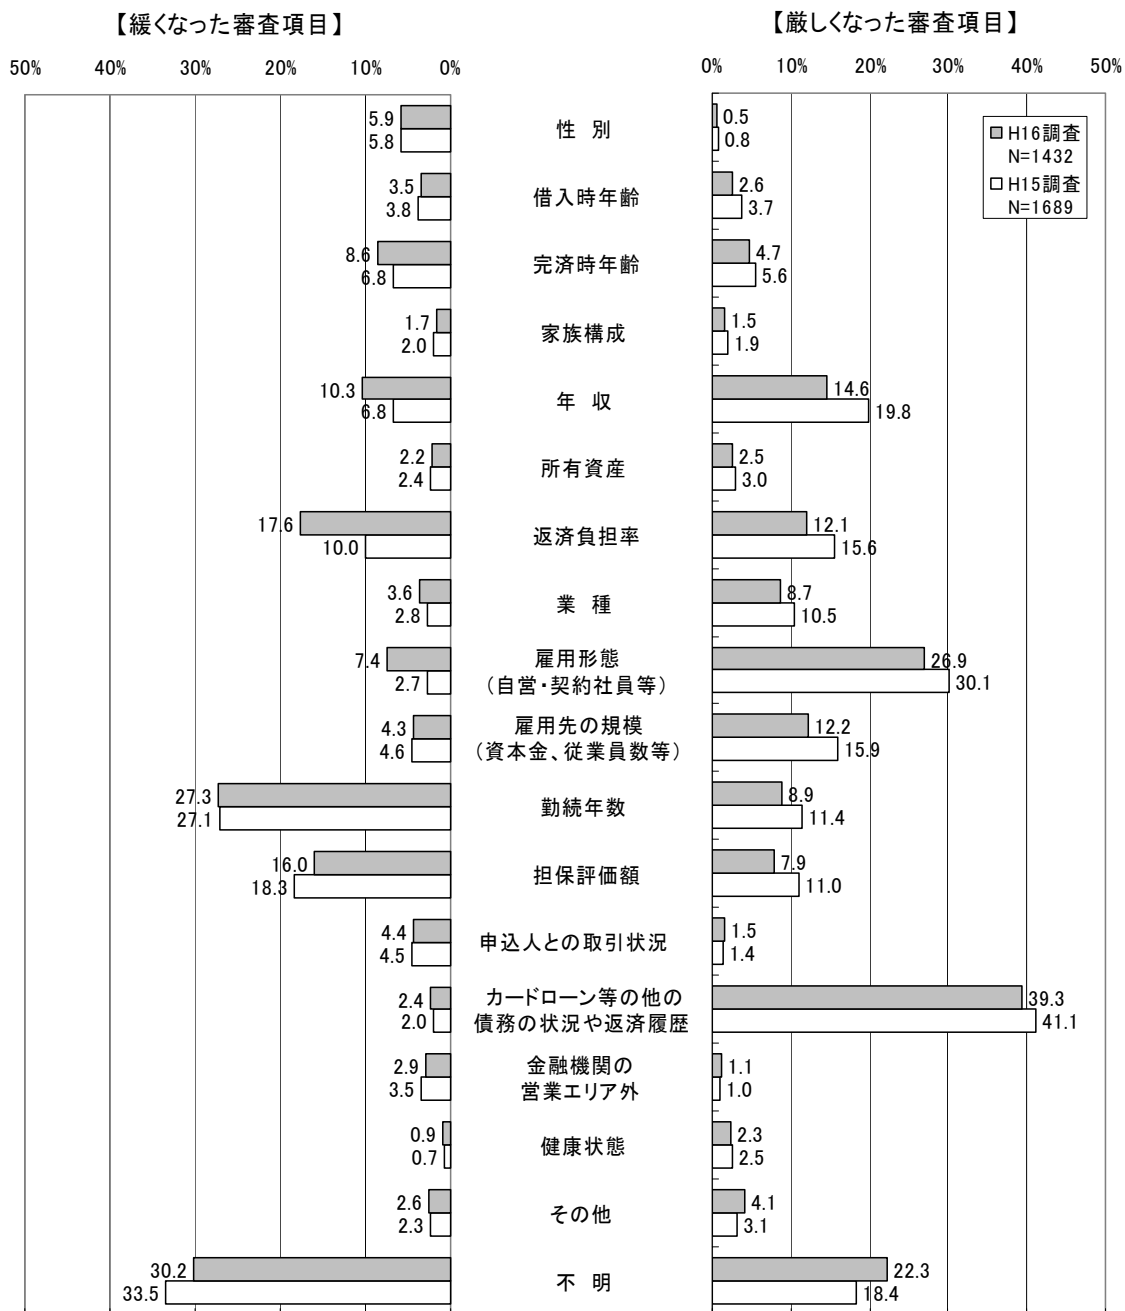 【緩くなった審査項目】
【厳しくなった審査項目】
50% 40% 30% 20% 10% 0%
0% 10% 20% 30% 40% 50%
H16調査
N=1432
H15調査
N=1689
5.9 性 別 0.5
5.8 0.8
3.5 借入時年齢 2.6
3.8 3.7
8.6 完済時年齢 4.7
6.8 5.6
1.7 家族構成 1.5
2.0 1.9
10.3 年 収 14.6
6.8 19.8
2.2 所有資産 2.5
2.4 3.0
17.6 返済負担率 12.1
10.0 15.6
3.6 業 種 8.7
2.8 10.5
7.4 雇用形態 26.9
2.7 （自営・契約社員等） 30.1
4.3 雇用先の規模 12.2
4.6 （資本金、従業員数等） 15.9
27.3 勤続年数 8.9
27.1 11.4
16.0 担保評価額 7.9
18.3 11.0
4.4 申込人との取引状況 1.5
4.5 1.4
2.4 カードローン等の他の 39.3
2.0 債務の状況や返済履歴 41.1
2.9 金融機関の 1.1
3.5 営業エリア外 1.0
0.9 健康状態 2.3
0.7 2.5
2.6 その他 4.1
2.3 3.1
30.2 不 明 22.3
33.5 18.4